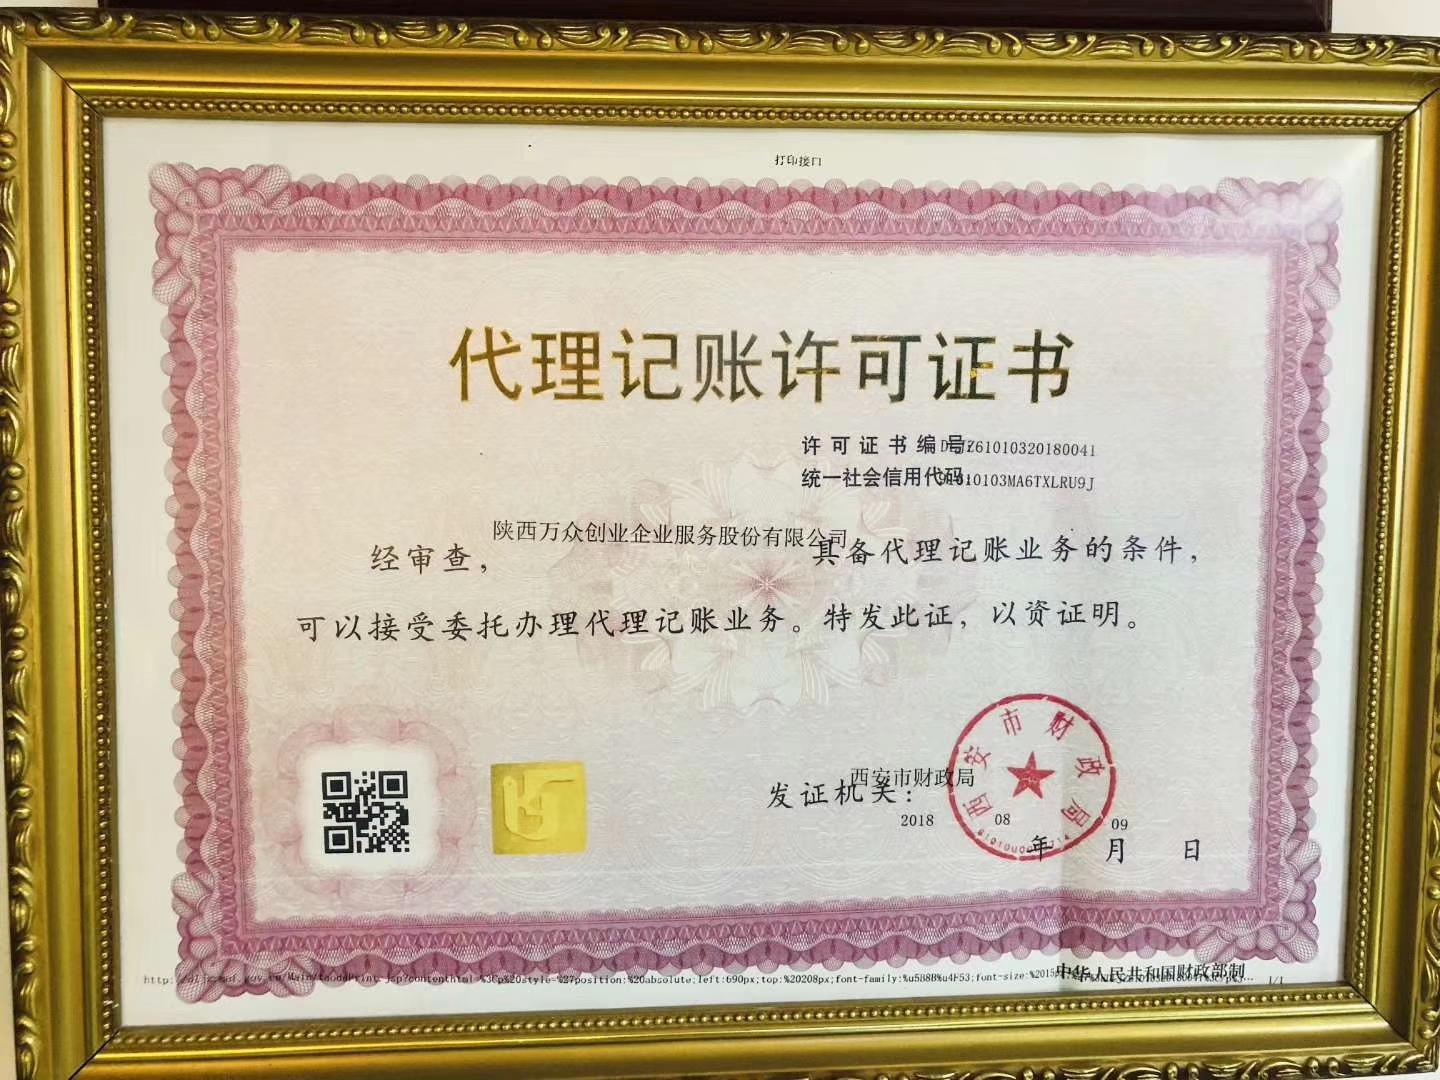 打印接口
代理记账许可证书
许可证书编号: DLJZ61010320180041
统一社会信用代码: 91610103MA6TXLRU9J
经审查， 陕西万众创业企业服务股份有限公司 具备代理记账业务的条件，
可以接受委托办理代理记账业务。特发此证，以资证明。
西安市财政局
发证机关： 西安市财政局
2018 年 08 月 09 日
中华人民共和国财政部制
1/1